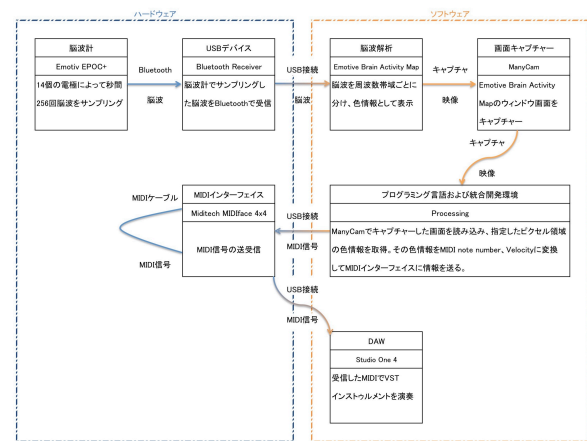 ハードウェア
ソフトウェア
脳波計
Emotiv EPOC+
14個の電極によって秒間
256回脳波をサンプリング
Bluetooth
脳波
USBデバイス
Bluetooth Receiver
脳波計でサンプリングし
た脳波をBluetoothで受信
USB接続
脳波
脳波解析
Emotive Brain Activity Map
脳波を周波数帯域ごとに
分け、色情報として表示
キャプチャ
映像
画面キャプチャー
ManyCam
Emotive Brain Activity
Mapのウィンドウ画面を
キャプチャー
キャプチャ
映像
MIDIケーブル
MIDI信号
MIDIインターフェイス
Miditech MIDIface 4x4
MIDI信号の送受信
USB接続
MIDI信号
プログラミング言語および統合開発環境
Processing
ManyCamでキャプチャーした画面を読み込み、指定したピクセル領域
の色情報を取得。その色情報をMIDI note number、Velocityに変換
してMIDIインターフェイスに情報を送る。
USB接続
MIDI信号
DAW
Studio One 4
受信したMIDIでVST
インストゥルメントを演奏